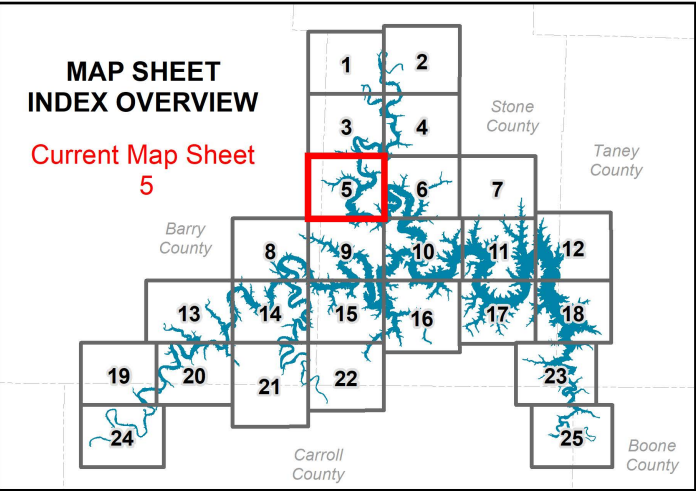 MAP SHEET
INDEX OVERVIEW
Current Map Sheet
5
1
2
3
4
Stone
County
Taney
County
5
6
7
Barry
County
8
9
10
11
12
13
14
15
16
17
18
19
20
21
22
23
24
25
Carroll
County
Boone
County